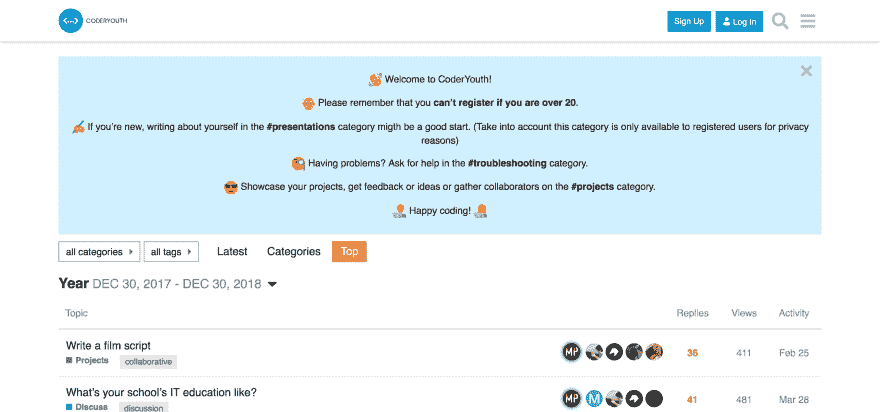 CODERYOUTH Sign Up Log In
Welcome to CoderYouth!
Please remember that you can't register if you are over 20.
If you're new, writing about yourself in the #presentations category migth be a good start. (Take into account this category is only available to registered users for privacy
reasons)
Having problems? Ask for help in the #troubleshooting category.
Showcase your projects, get feedback or ideas or gather collaborators on the #projects category.
Happy coding!
all categories all tags Latest Categories Top
Year DEC 30, 2017 - DEC 30, 2018
Topic Replies Views Activity
Write a film script MP 36 411 Feb 25
Projects collaborative
What's your school's IT education like? MP M 41 481 Mar 28
Discuss discussion